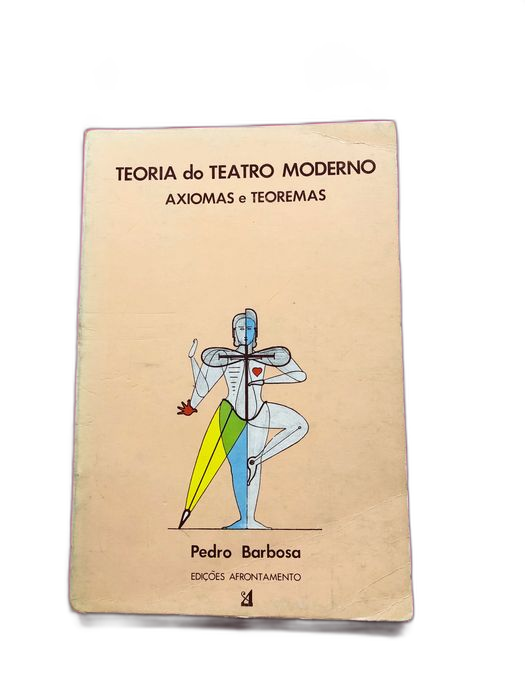 TEORIA do TEATRO MODERNO
AXIOMAS e TEOREMAS
Pedro Barbosa
EDIÇÕES AFRONTAMENTO